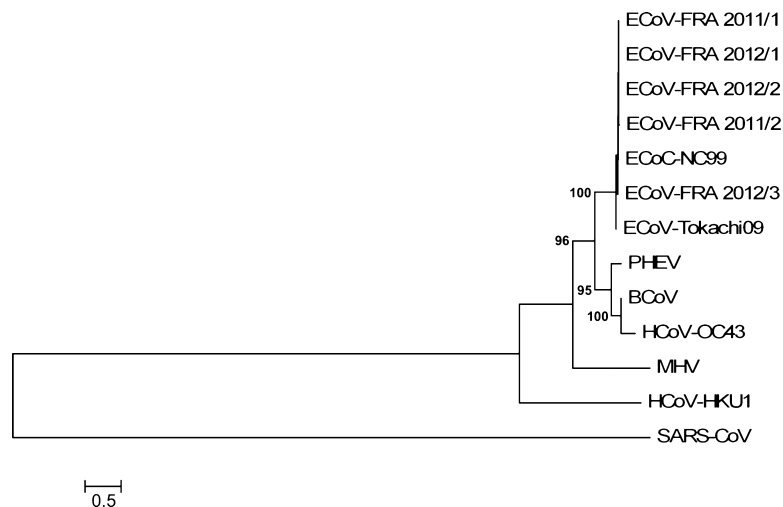 ECoV-FRA 2011/1
ECoV-FRA 2012/1
ECoV-FRA 2012/2
ECoV-FRA 2011/2
ECoC-NC99
ECoV-FRA 2012/3
100
ECoV-Tokachi09
96
PHEV
95
BCoV
100
HCoV-OC43
MHV
HCoV-HKU1
SARS-CoV
0.5